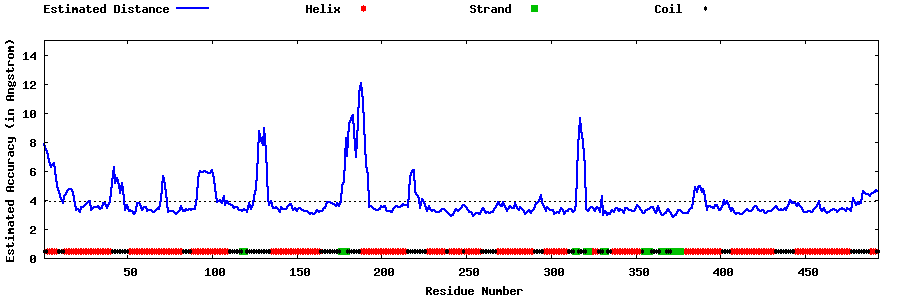 Estimated Distance Helix Strand Coil
Estimated Accuracy (in Angstrom)
14
12
10
8
6
4
2
0
50 100 150 200 250 300 350 400 450
Residue Number